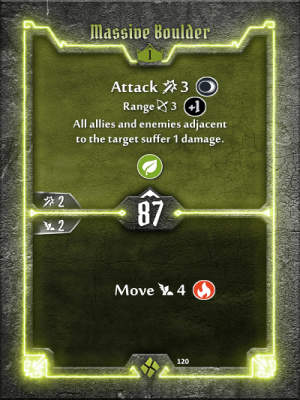 Massive Boulder
1
Attack 3
Range 3 +1
All allies and enemies adjacent
to the target suffer 1 damage.
2
87
2
Move 4
120